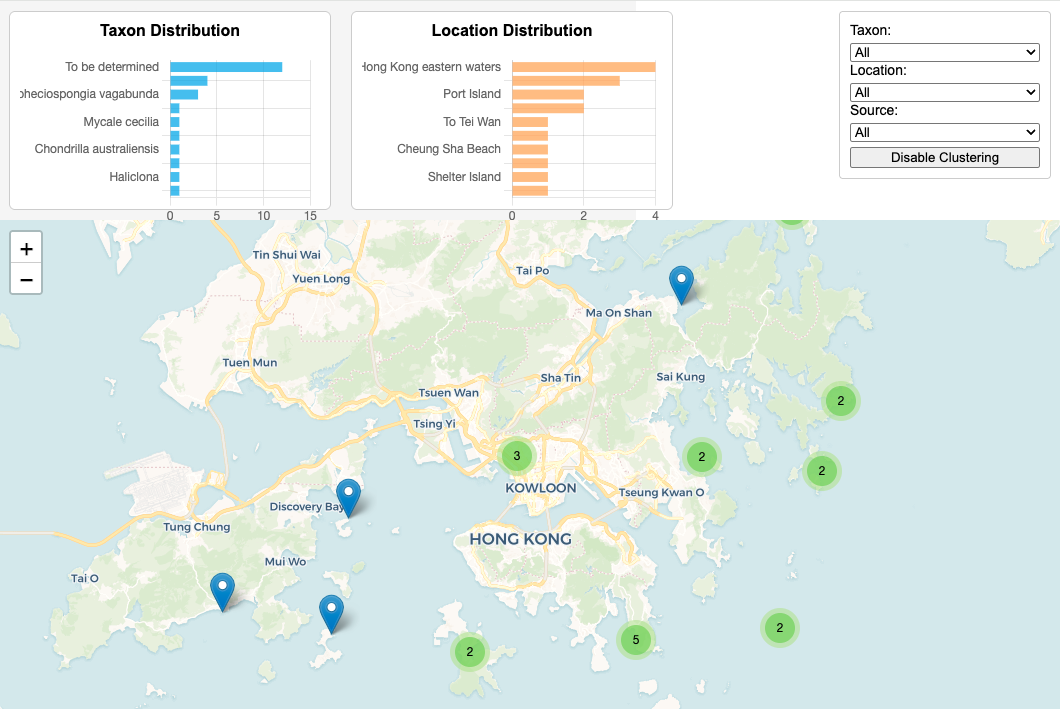 Taxon Distribution
To be determined
pheciospongia vagabunda
Mycale cecilia
Chondrilla australiensis
Haliclona
0 5 10 15
Location Distribution
Hong Kong eastern waters
Port Island
To Tei Wan
Cheung Sha Beach
Shelter Island
0 2 4
Taxon:
All
Location:
All
Source:
All
Disable Clustering
+
−
Tin Shui Wai
Yuen Long
Tai Po
Ma On Shan
Tuen Mun
Sha Tin
Sai Kung
Tsuen Wan
2
Tsing Yi
3
2
2
KOWLOON
Tseung Kwan O
Discovery Bay
Tung Chung
HONG KONG
Mui Wo
Tai O
2
5
2